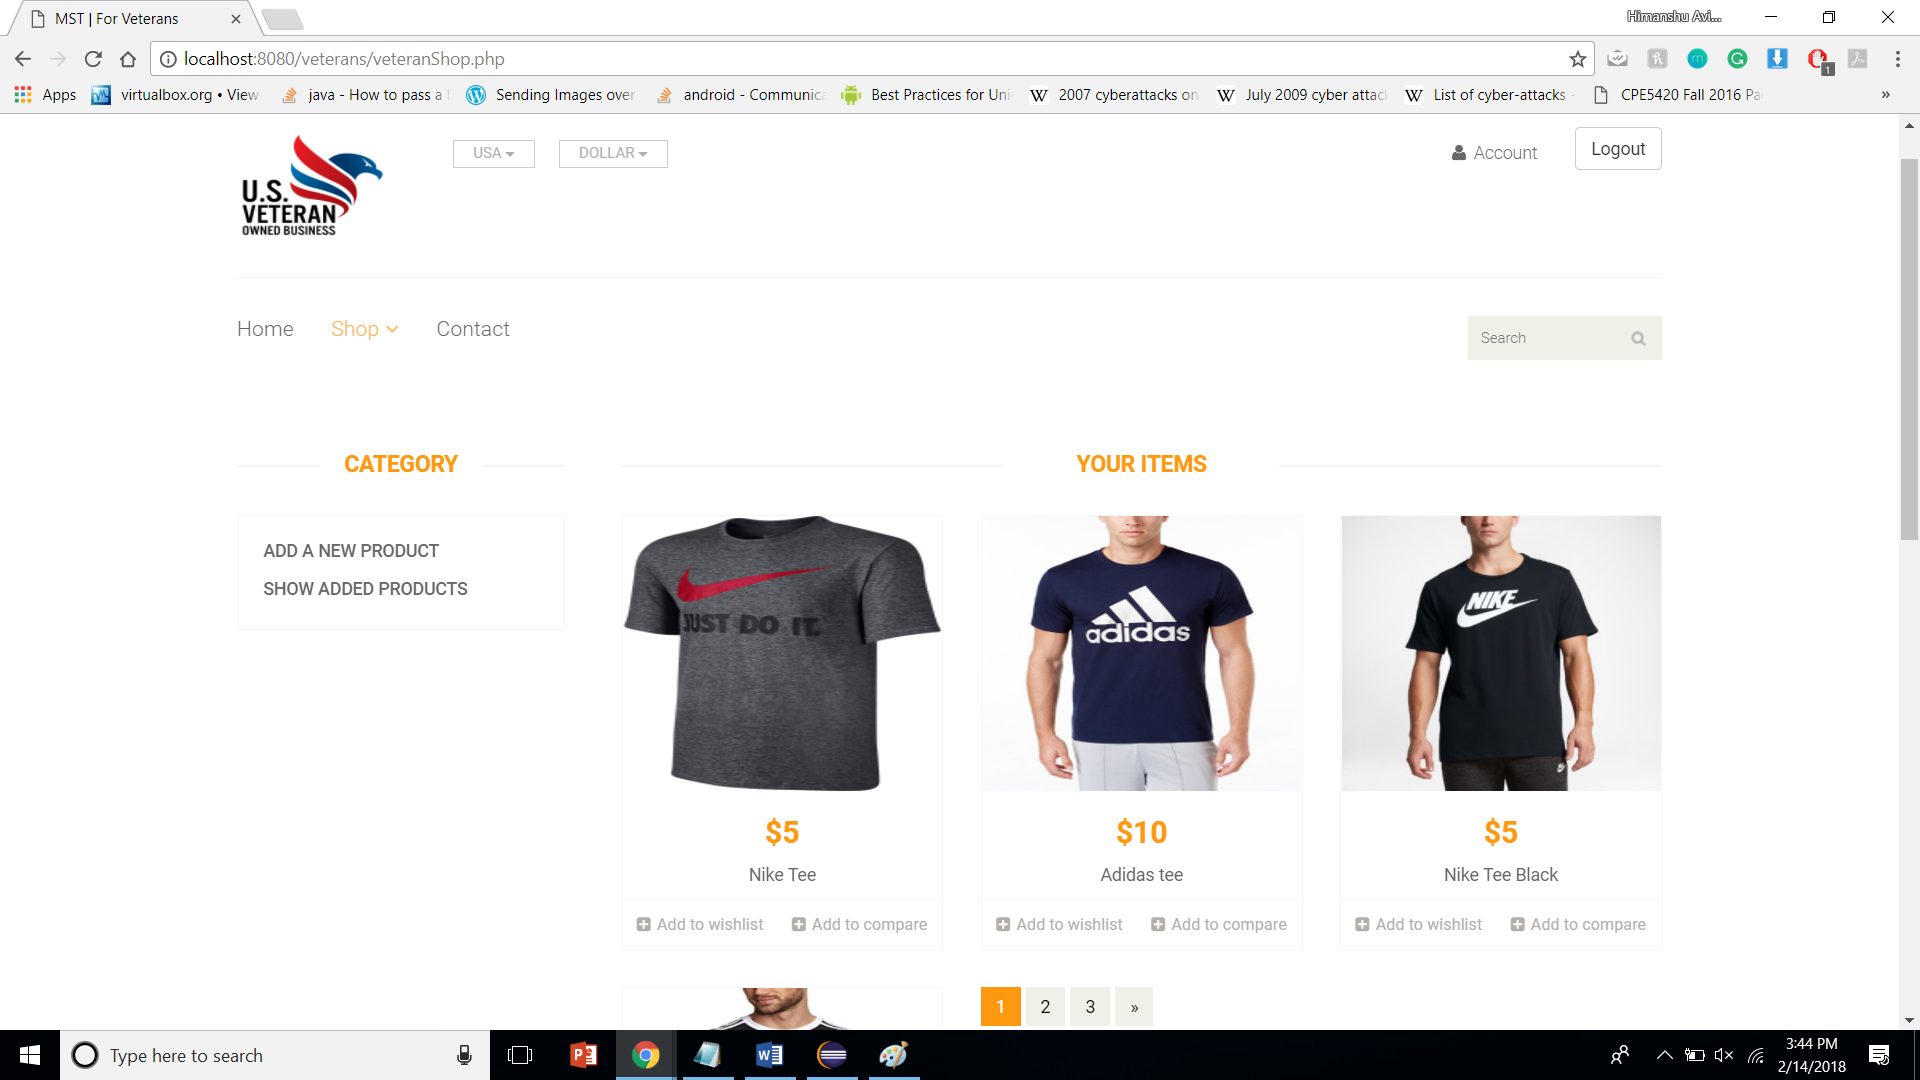 MST | For Veterans
Himanshu Avi...
localhost:8080/veterans/veteranShop.php
1
Apps
virtualbox.org • View
java - How to pass a
Sending Images over
android - Communica
Best Practices for Uni
W 2007 cyberattacks on
W July 2009 cyber attac
W List of cyber-attacks -
CPE5420 Fall 2016 Pa
»
U.S.
VETERAN
OWNED BUSINESS
USA
DOLLAR
Account
Logout
Home
Shop
Contact
Search
CATEGORY
ADD A NEW PRODUCT
SHOW ADDED PRODUCTS
YOUR ITEMS
JUST DO IT.
adidas
NIKE
$5
Nike Tee
Add to wishlist
Add to compare
$10
Adidas tee
Add to wishlist
Add to compare
$5
Nike Tee Black
Add to wishlist
Add to compare
1
2
3
»
Type here to search
3:44 PM
2/14/2018